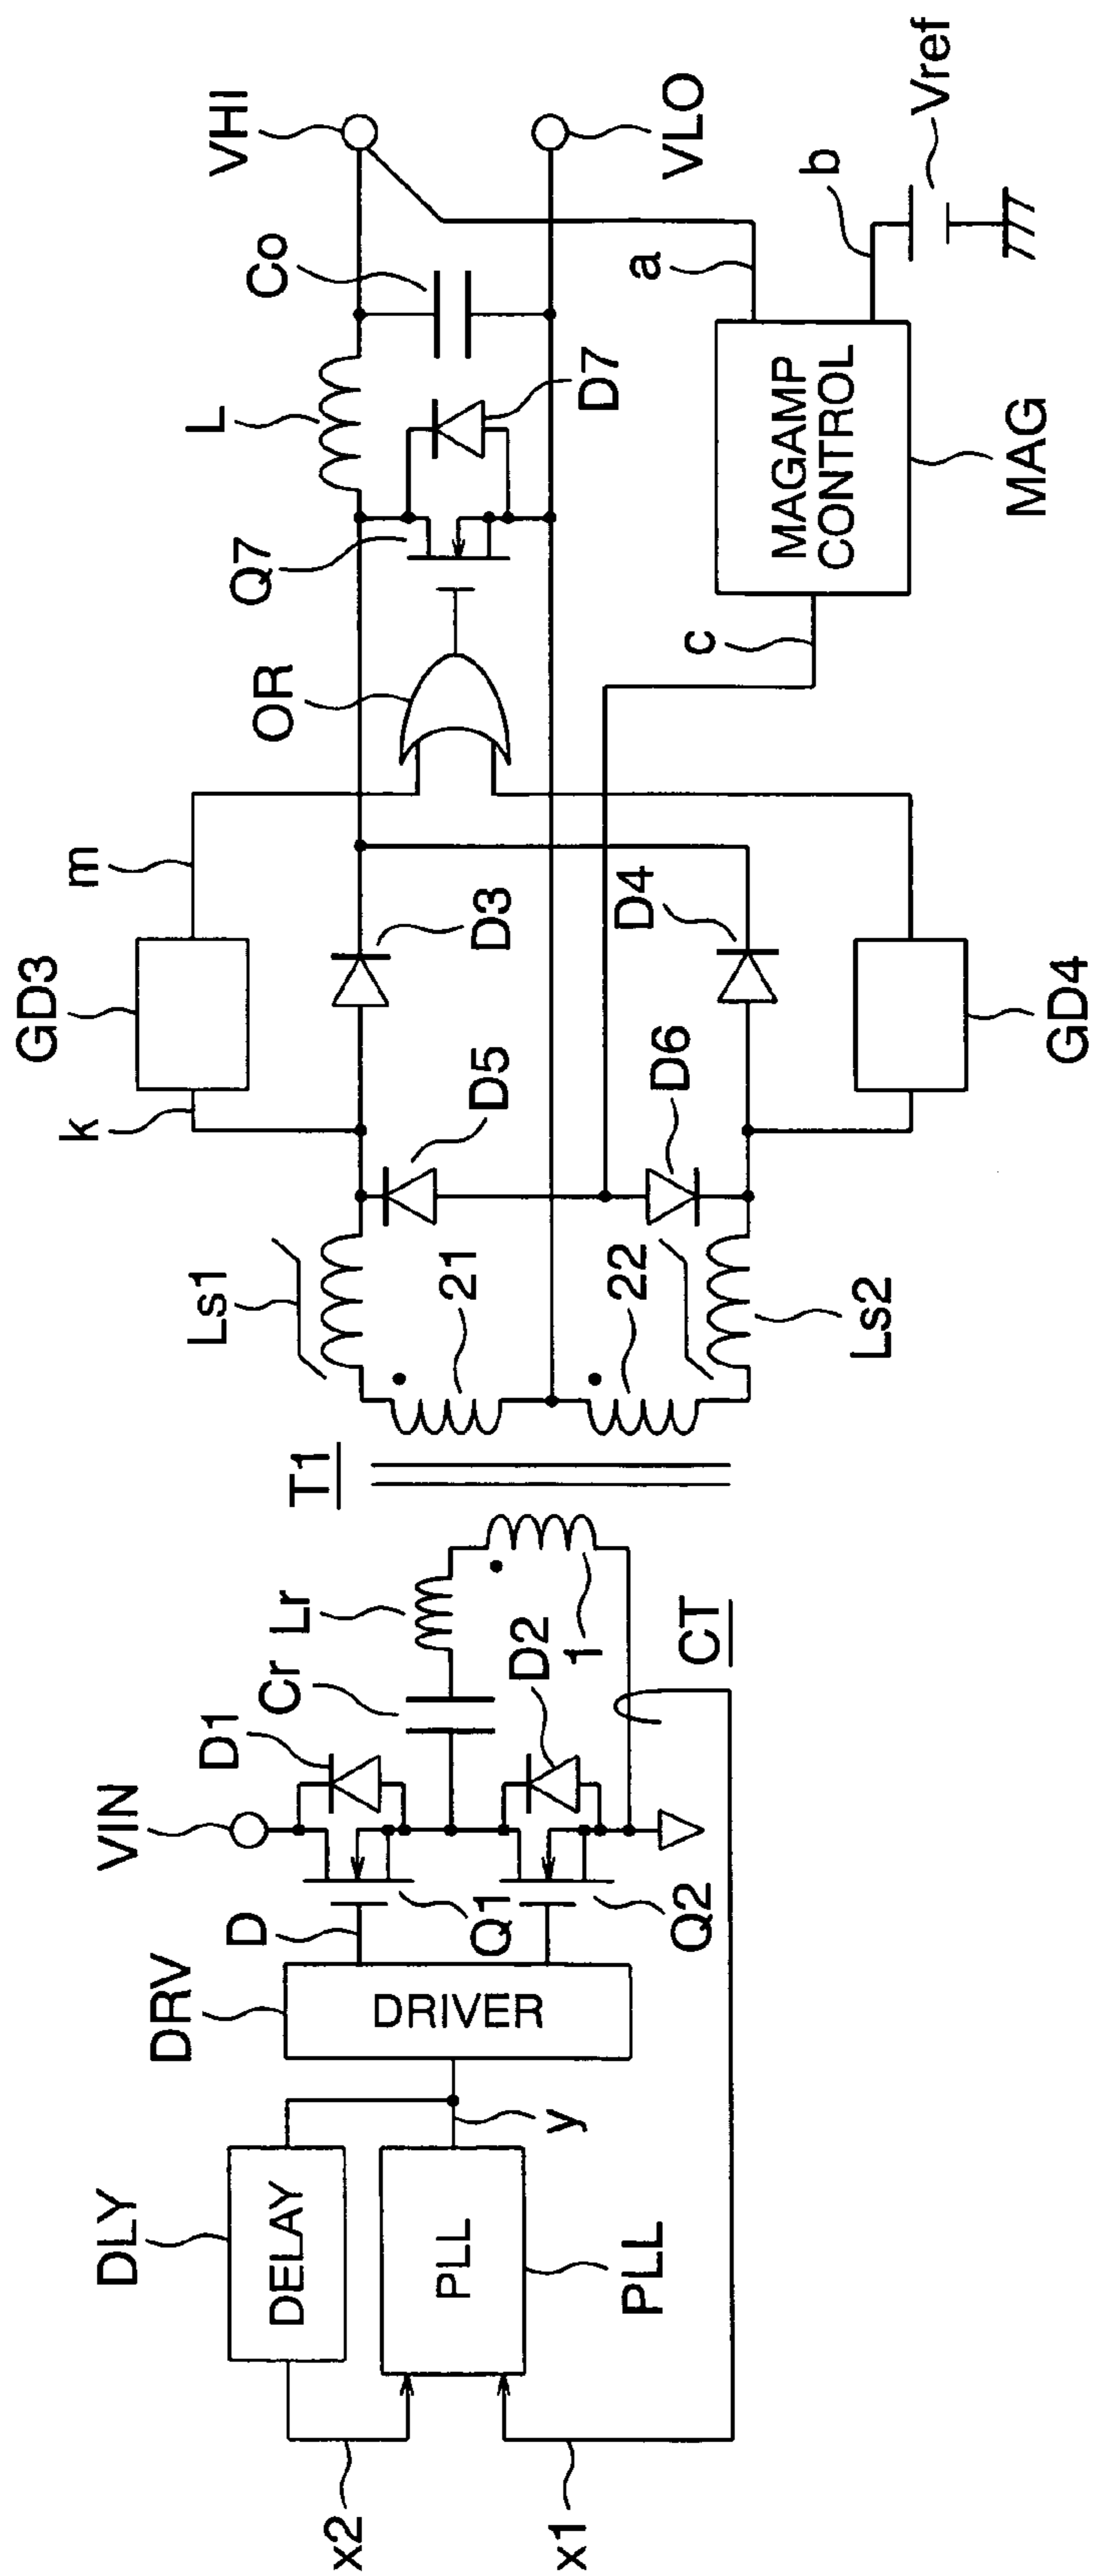 VHI
VLO
Vref
b
a
Co
D7
L
Q7
MAGAMP
CONTROL
MAG
c
OR
m
D3
D4
GD3
GD4
k
D5
D6
Ls1
21
22
Ls2
T1
Lr
Cr
1
D2
CT
D1
VIN
Q1
Q2
D
DRV
DRIVER
y
DLY
DELAY
PLL
PLL
x2
x1